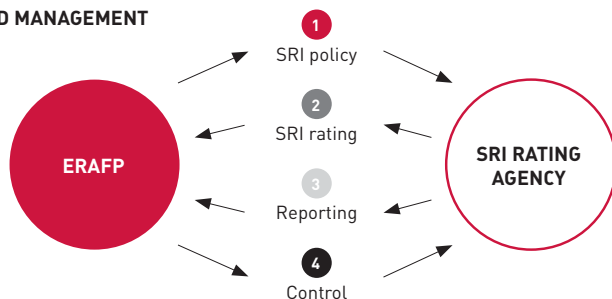 D MANAGEMENT
1
SRI policy
2
SRI rating
ERAFP
SRI RATING
AGENCY
3
Reporting
4
Control